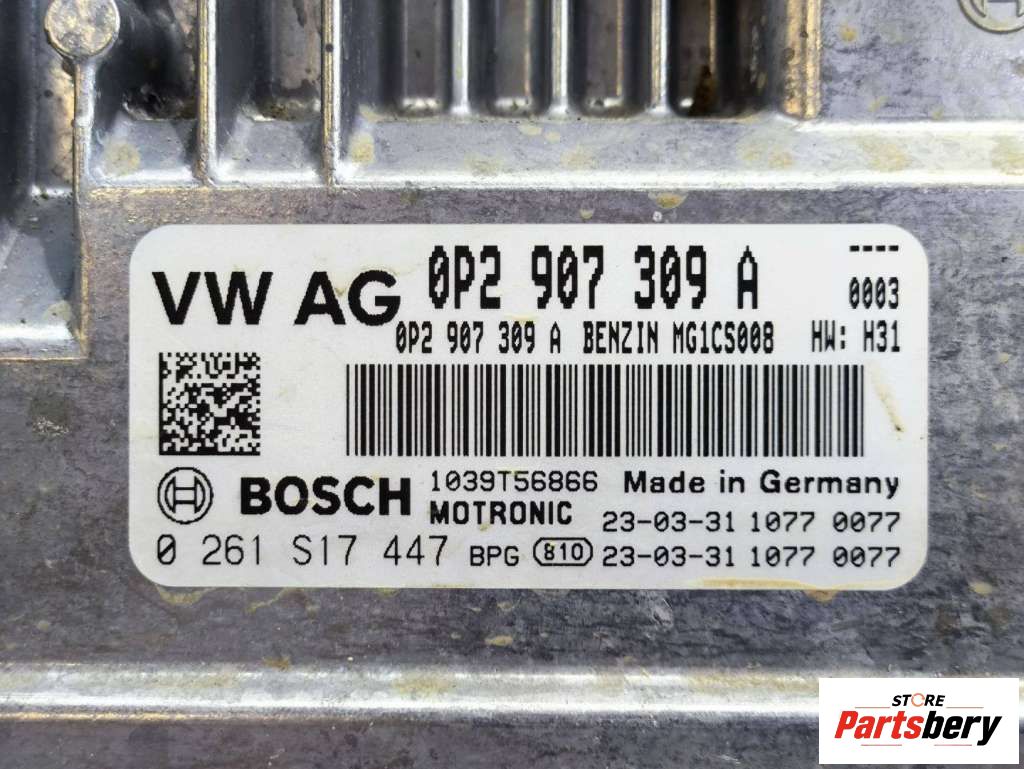 VW AG 0P2 907 309 A ----
0003
0P2 907 309 A BENZIN MG1CS008 HW: H31
BOSCH 1039T56866 Made in Germany
MOTRONIC 23-03-31 1077 0077
0 261 S17 447 BPG 810 23-03-31 1077 0077
STORE
Partsbery